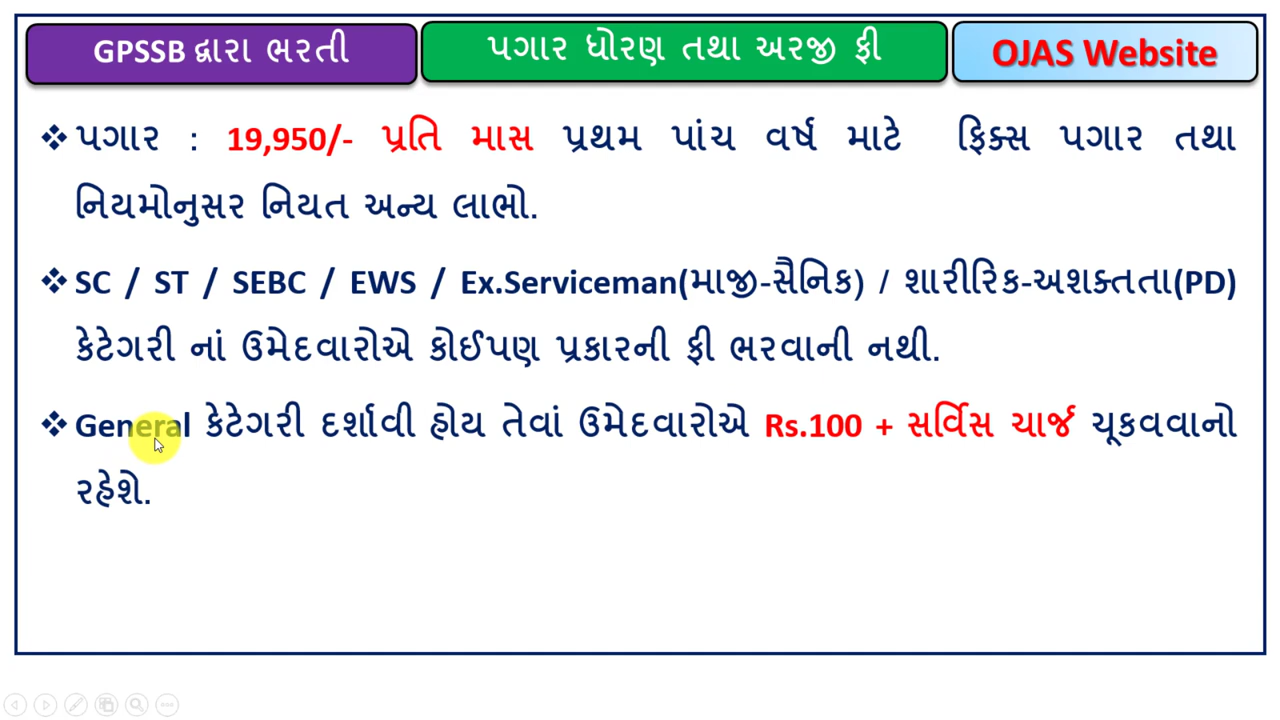 GPSSB દ્વારા ભરતી
પગાર ધોરણ તથા અરજી ફી
OJAS Website
❖ પગાર : 19,950/- પ્રતિ માસ પ્રથમ પાંચ વર્ષ માટે ફિક્સ પગાર તથા
નિયમોનુસર નિયત અન્ય લાભો.
❖ SC / ST / SEBC / EWS / Ex.Serviceman(માજી-સૈનિક) / શારીરિક-અશક્તતા(PD)
કેટેગરી નાં ઉમેદવારોએ કોઈપણ પ્રકારની ફી ભરવાની નથી.
❖ General કેટેગરી દર્શાવી હોય તેવાં ઉમેદવારોએ Rs.100 + સર્વિસ ચાર્જ ચૂકવવાનો
રહેશે.